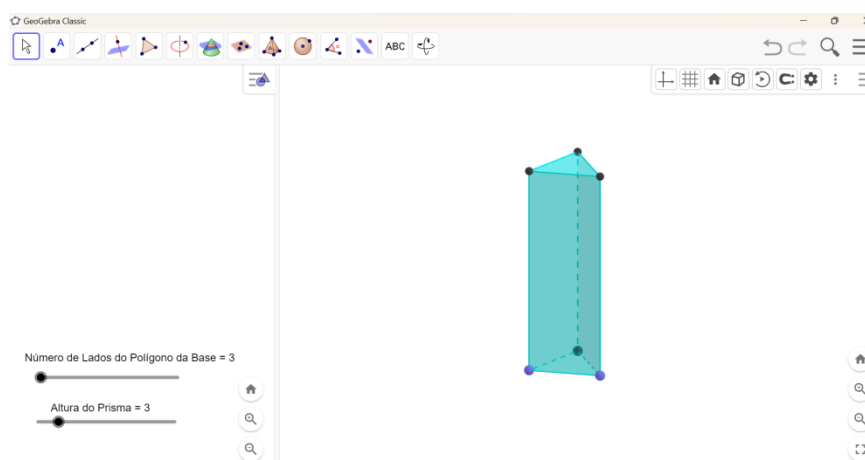 GeoGebra Classic
A
ABC
Número de Lados do Polígono da Base = 3
Altura do Prisma = 3